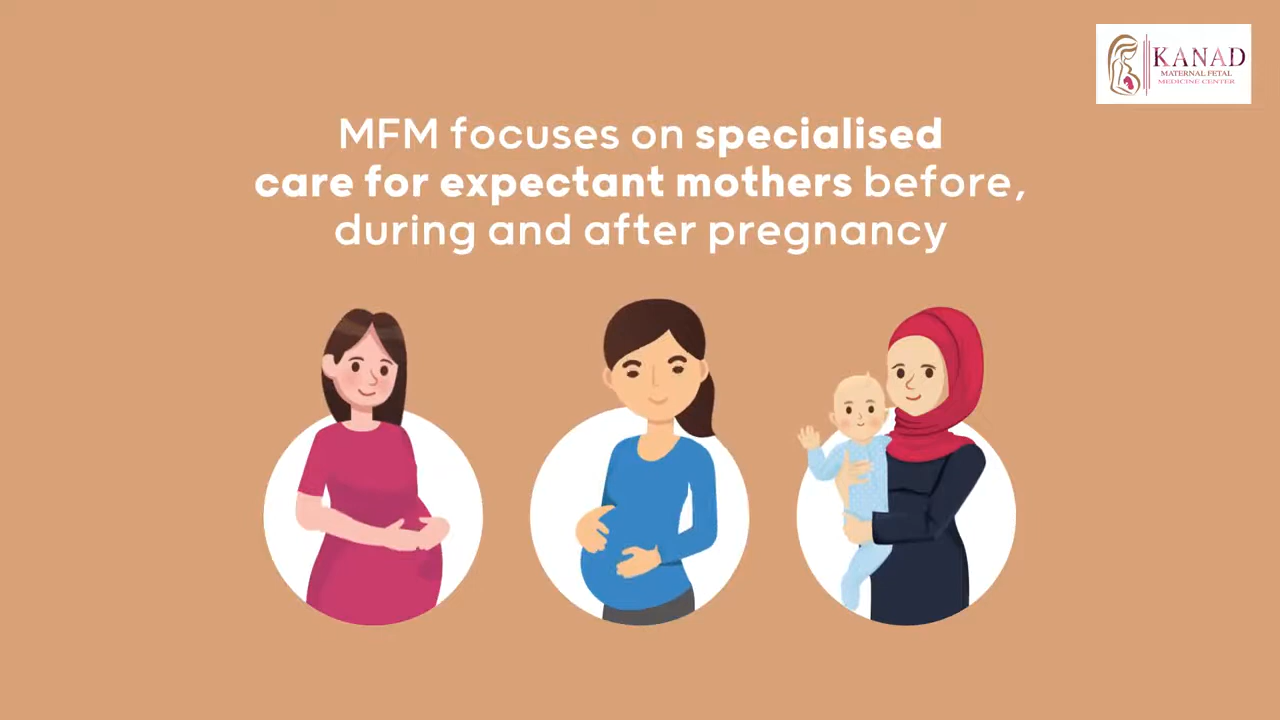 KANAD
MATERNAL FETAL
MEDICINE CENTER
MFM focuses on specialised
care for expectant mothers before,
during and after pregnancy